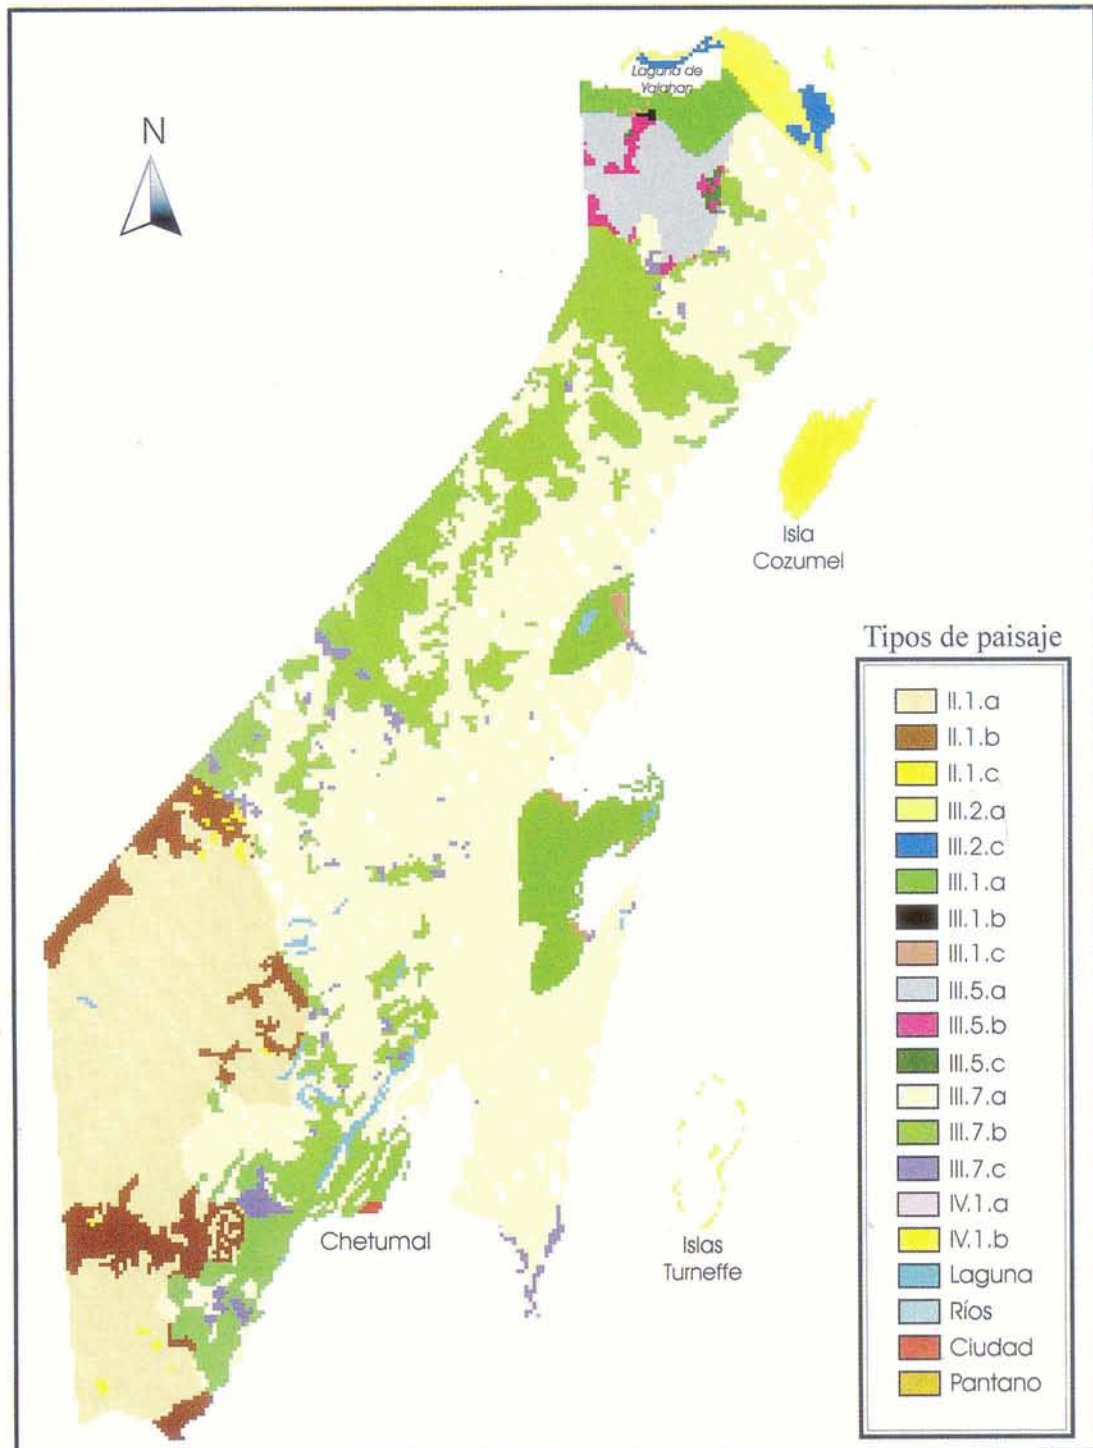 Laguna de
Yalahan
N
Isla
Cozumel
Tipos de paisaje
II.1.a
II.1.b
II.1.c
III.2.a
III.2.c
III.1.a
III.1.b
III.1.c
III.5.a
III.5.b
III.5.c
III.7.a
III.7.b
III.7.c
IV.1.a
IV.1.b
Laguna
Ríos
Ciudad
Pantano
Chetumal
Islas
Turneffe